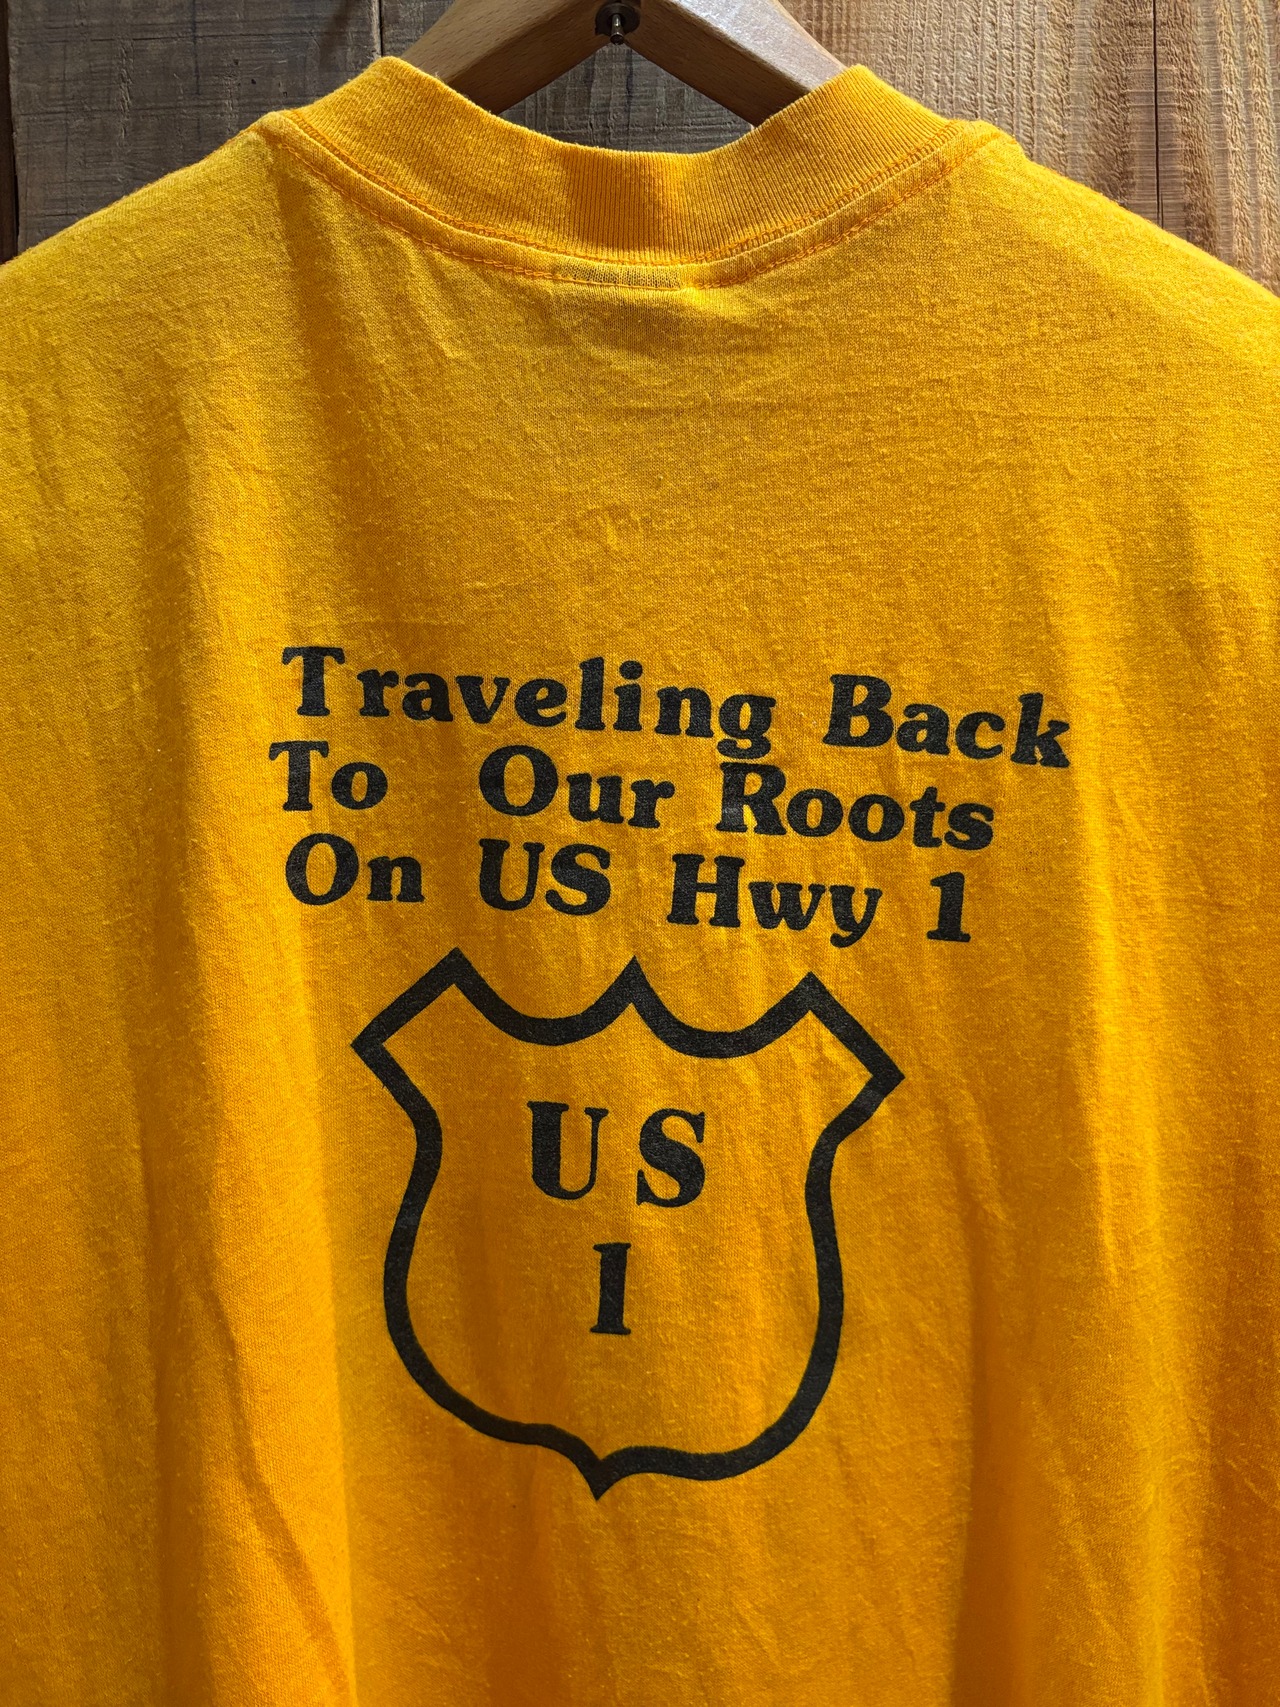 Traveling Back
To Our Roots
On US Hwy 1
US
1